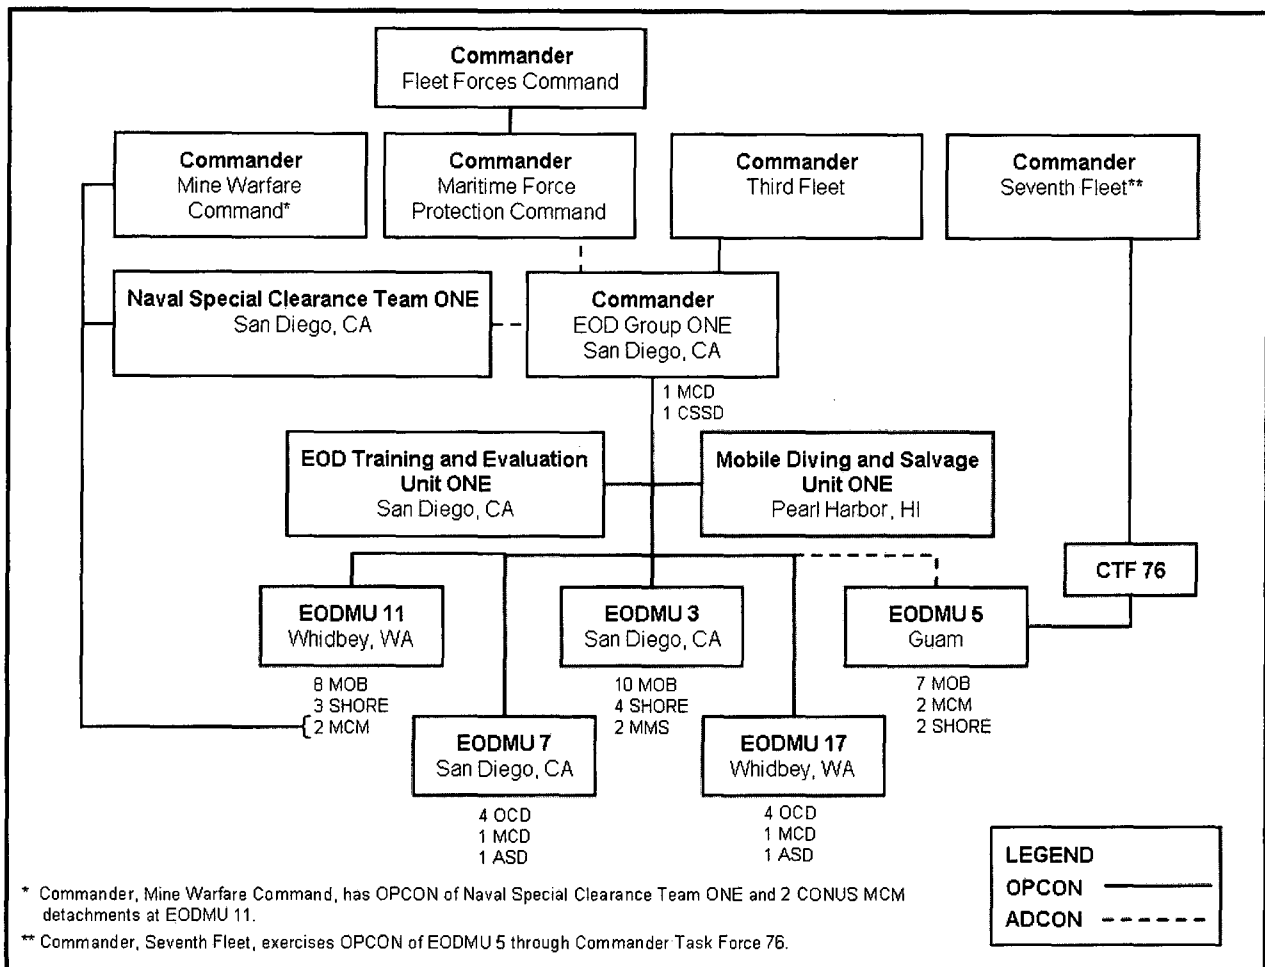 Commander
Fleet Forces Command
Commander
Mine Warfare
Command*
Commander
Maritime Force
Protection Command
Commander
Third Fleet
Commander
Seventh Fleet**
Naval Special Clearance Team ONE
San Diego, CA
Commander
EOD Group ONE
San Diego, CA
1 MCD
1 CSSD
EOD Training and Evaluation
Unit ONE
San Diego, CA
Mobile Diving and Salvage
Unit ONE
Pearl Harbor, HI
CTF 76
EODMU 11
Whidbey, WA
8 MOB
3 SHORE
2 MCM
EODMU 3
San Diego, CA
10 MOB
4 SHORE
2 MMS
EODMU 5
Guam
7 MOB
2 MCM
2 SHORE
EODMU 7
San Diego, CA
4 OCD
1 MCD
1 ASD
EODMU 17
Whidbey, WA
4 OCD
1 MCD
1 ASD
LEGEND
OPCON
ADCON
* Commander, Mine Warfare Command, has OPCON of Naval Special Clearance Team ONE and 2 CONUS MCM
detachments at EODMU 11.
** Commander, Seventh Fleet, exercises OPCON of EODMU 5 through Commander Task Force 76.